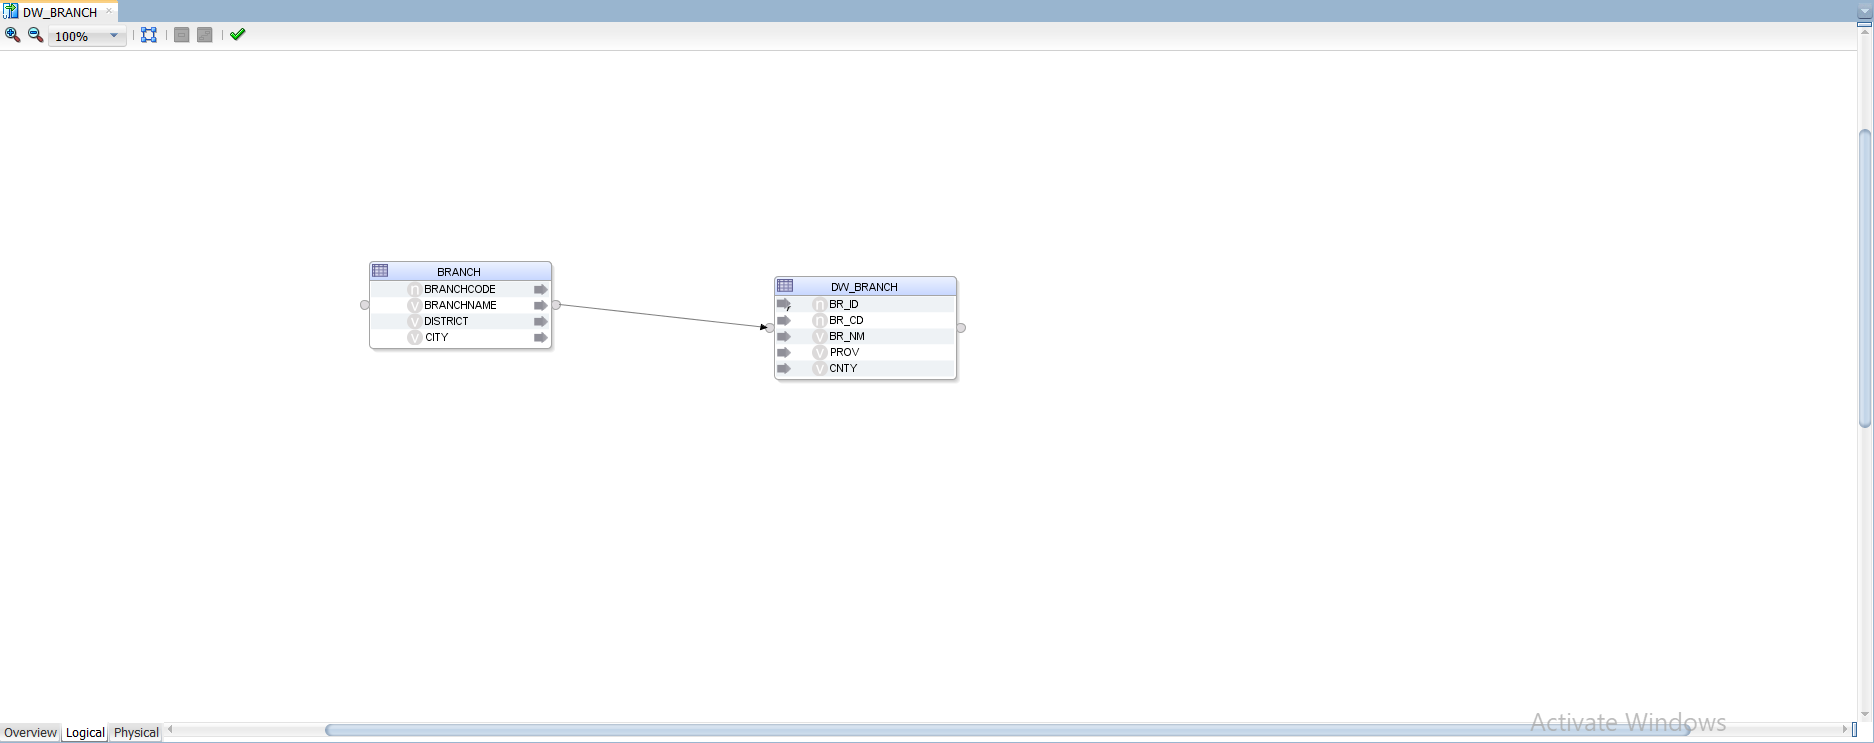 DW_BRANCH
100%
BRANCH
BRANCHCODE
BRANCHNAME
DISTRICT
CITY
DW_BRANCH
BR_ID
BR_CD
BR_NM
PROV
CNTY
Activate Windows
Overview Logical Physical